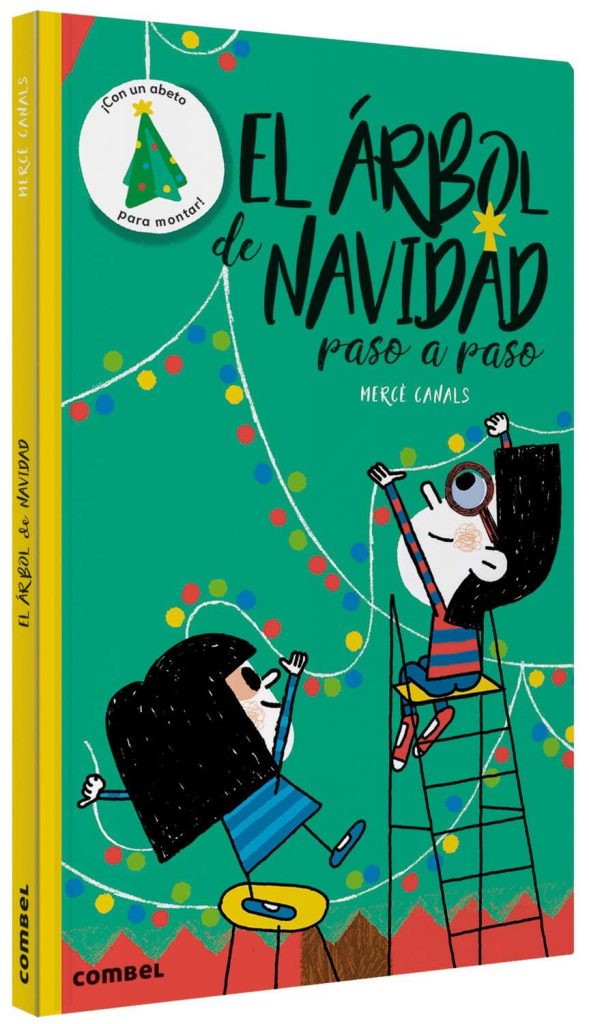 ¡Con un abeto
para montar!
EL ÁRBOL
de NAVIDAD
paso a paso
MERCÈ CANALS
COMBEL
MERCÈ CANALS
EL ÁRBOL de NAVIDAD
COMBEL